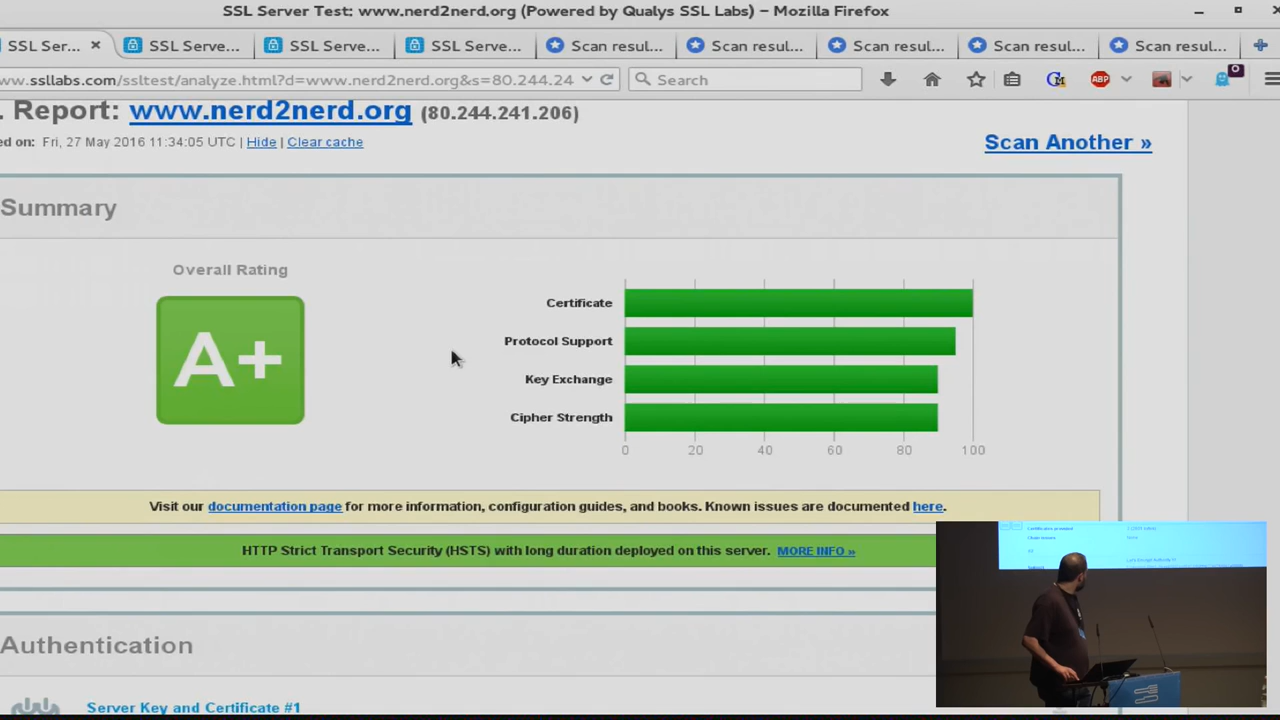 SSL Server Test: www.nerd2nerd.org (Powered by Qualys SSL Labs) – Mozilla Firefox
SSL Ser... SSL Serve... SSL Serve... SSL Serve... Scan resul... Scan resul... Scan resul... Scan resul... Scan resul...
ww.ssllabs.com/ssltest/analyze.html?d=www.nerd2nerd.org&s=80.244.24 Search ABP
. Report: www.nerd2nerd.org (80.244.241.206)
ed on: Fri, 27 May 2016 11:34:05 UTC | Hide | Clear cache
Scan Another »
Summary
Overall Rating
A+
Certificate
Protocol Support
Key Exchange
Cipher Strength
0 20 40 60 80 100
Visit our documentation page for more information, configuration guides, and books. Known issues are documented here.
HTTP Strict Transport Security (HSTS) with long duration deployed on this server. MORE INFO »
Authentication
Server Key and Certificate #1
Certificates provided
Chain issues
None